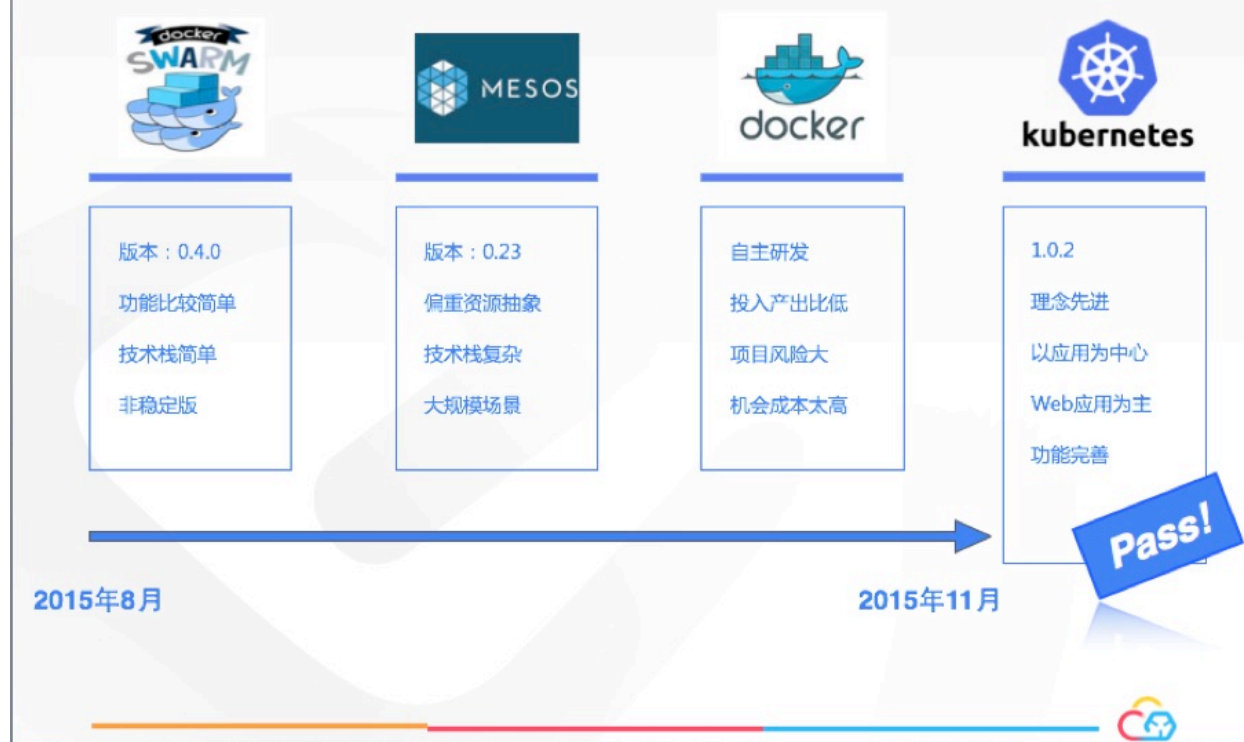 docker
SWARM
MESOS
docker
kubernetes
版本：0.4.0
功能比较简单
技术栈简单
非稳定版
版本：0.23
偏重资源抽象
技术栈复杂
大规模场景
自主研发
投入产出比低
项目风险大
机会成本太高
1.0.2
理念先进
以应用为中心
Web应用为主
功能完善
Pass!
2015年8月
2015年11月